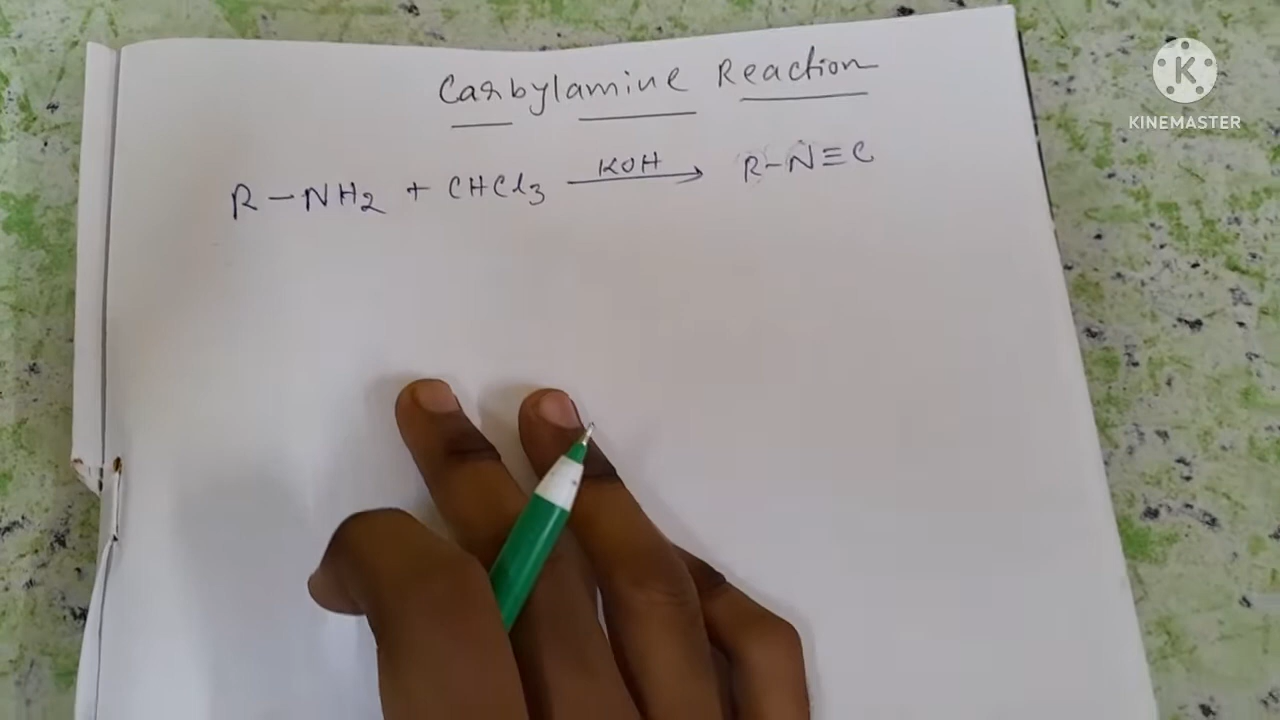 Carbylamine Reaction
R-NH2 + CHCl3 KOH → R-N≡C
K
KINEMASTER